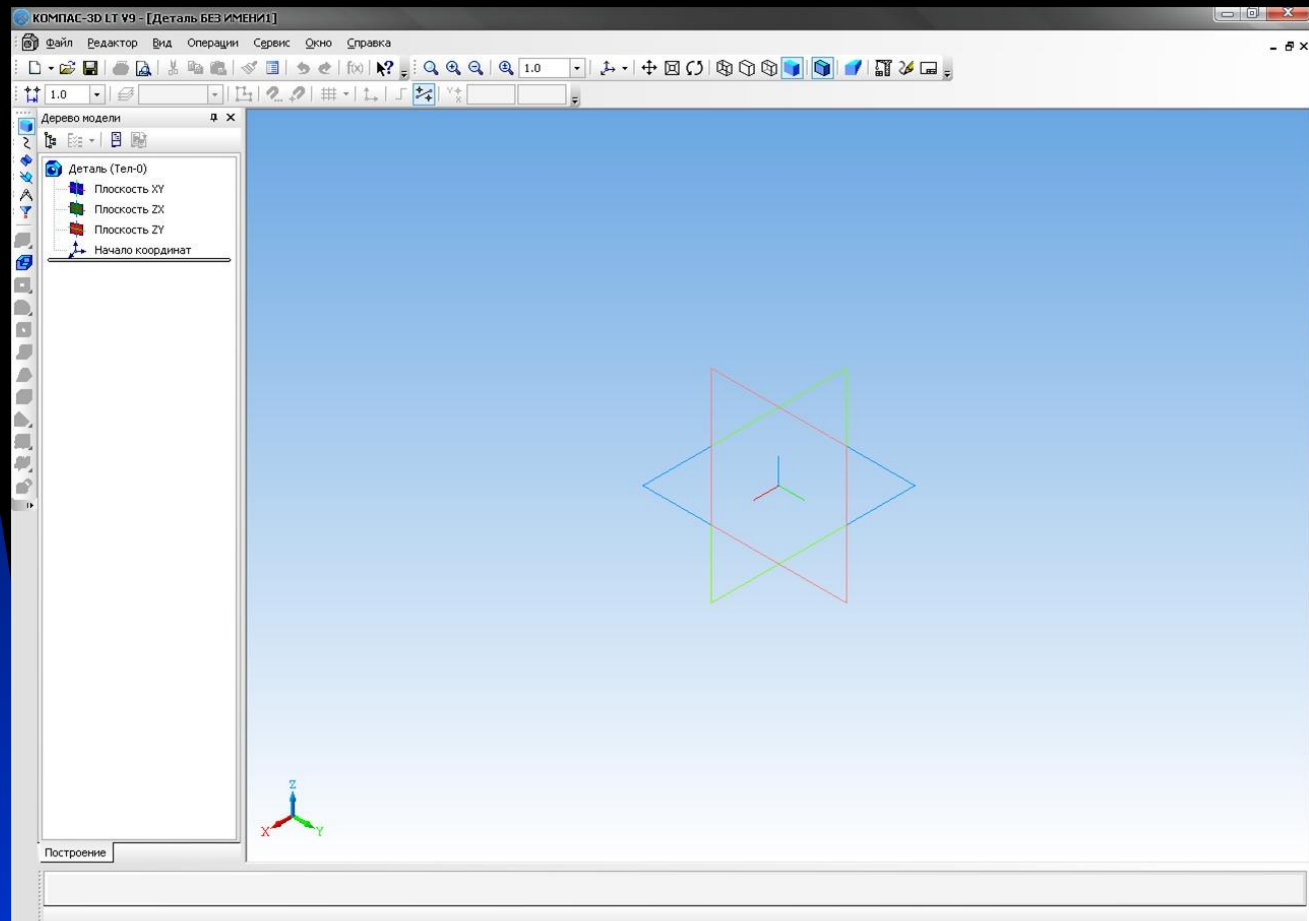 КОМПАС-3D LT V9 - [Деталь БЕЗ ИМЕНИ1]
Файл Редактор Вид Операции Сервис Окно Справка
f(x) 1.0
1.0
Дерево модели
Деталь (Тел-0)
Плоскость XY
Плоскость ZX
Плоскость ZY
Начало координат
Z
X Y
Построение